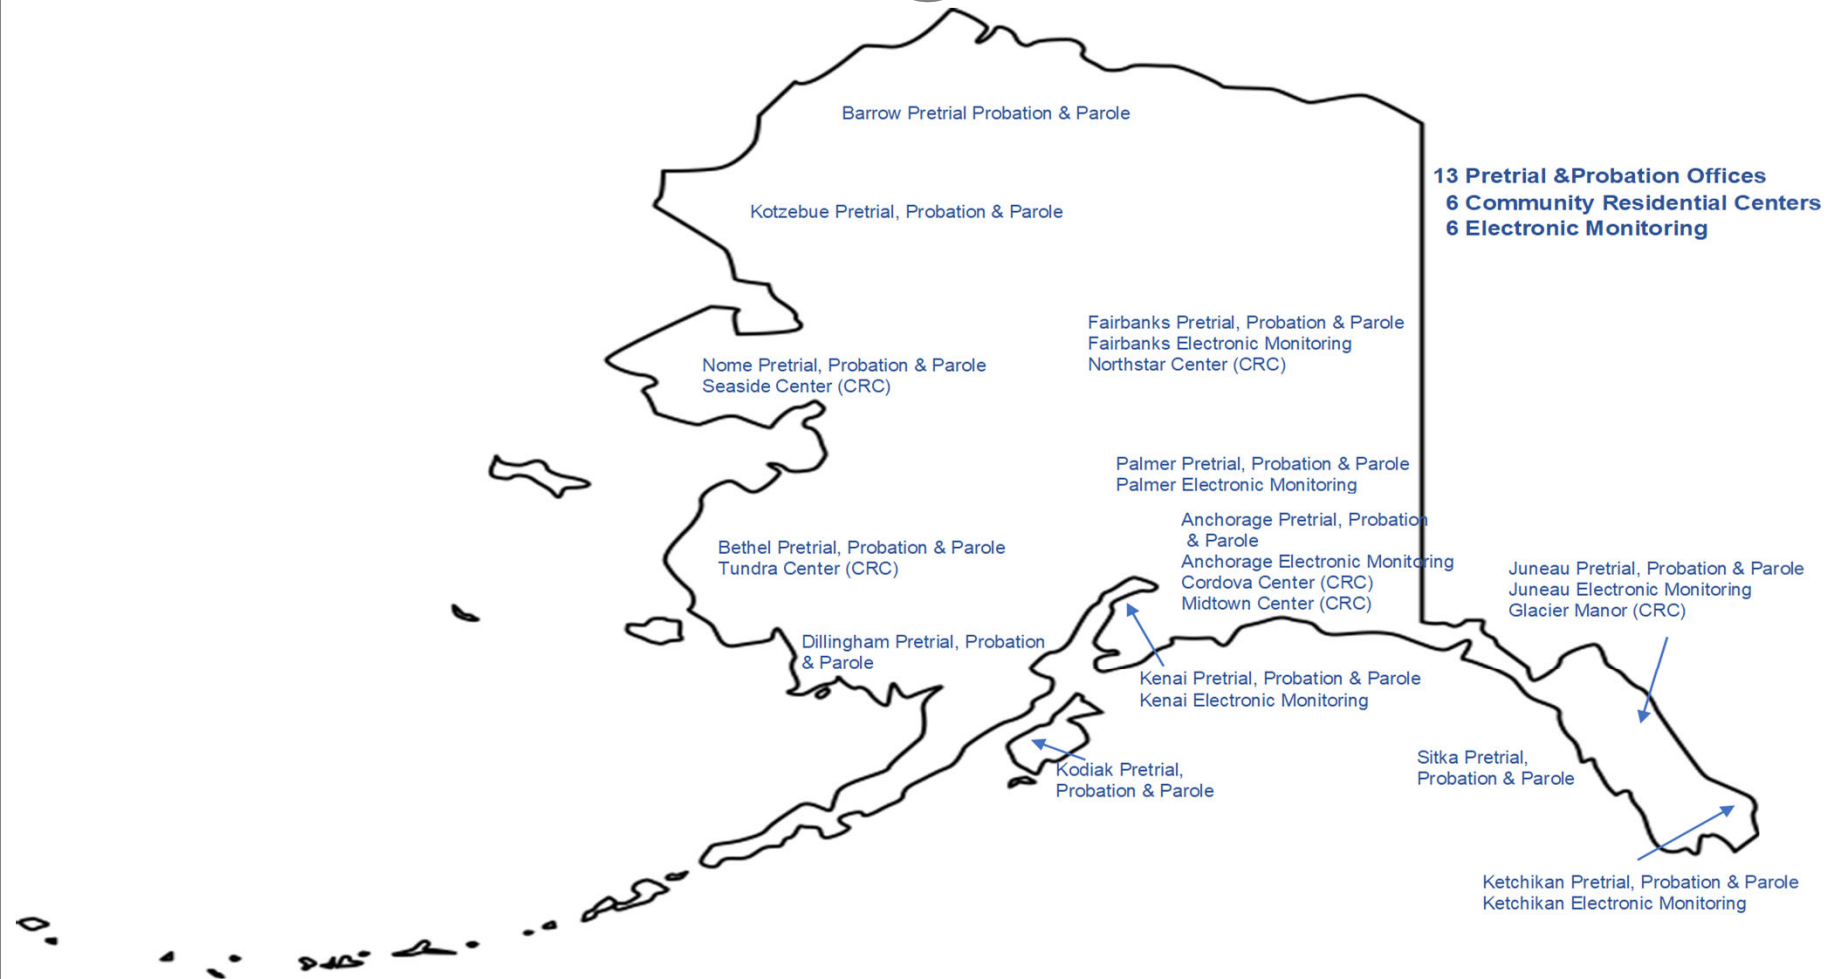 Barrow Pretrial Probation & Parole
13 Pretrial &Probation Offices
6 Community Residential Centers
6 Electronic Monitoring
Kotzebue Pretrial, Probation & Parole
Fairbanks Pretrial, Probation & Parole
Fairbanks Electronic Monitoring
Northstar Center (CRC)
Nome Pretrial, Probation & Parole
Seaside Center (CRC)
Palmer Pretrial, Probation & Parole
Palmer Electronic Monitoring
Anchorage Pretrial, Probation
& Parole
Anchorage Electronic Monitoring
Cordova Center (CRC)
Midtown Center (CRC)
Bethel Pretrial, Probation & Parole
Tundra Center (CRC)
Juneau Pretrial, Probation & Parole
Juneau Electronic Monitoring
Glacier Manor (CRC)
Dillingham Pretrial, Probation
& Parole
Kenai Pretrial, Probation & Parole
Kenai Electronic Monitoring
Kodiak Pretrial,
Probation & Parole
Sitka Pretrial,
Probation & Parole
Ketchikan Pretrial, Probation & Parole
Ketchikan Electronic Monitoring